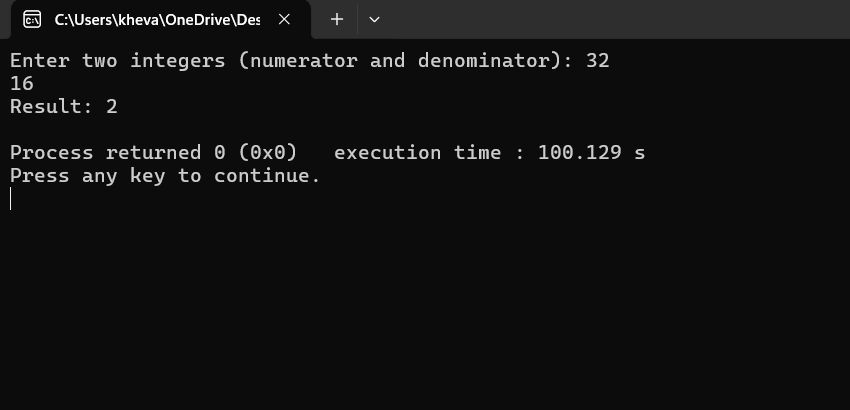 C:\Users\kheva\OneDrive\Des
Enter two integers (numerator and denominator): 32
16
Result: 2
Process returned 0 (0x0)   execution time : 100.129 s
Press any key to continue.